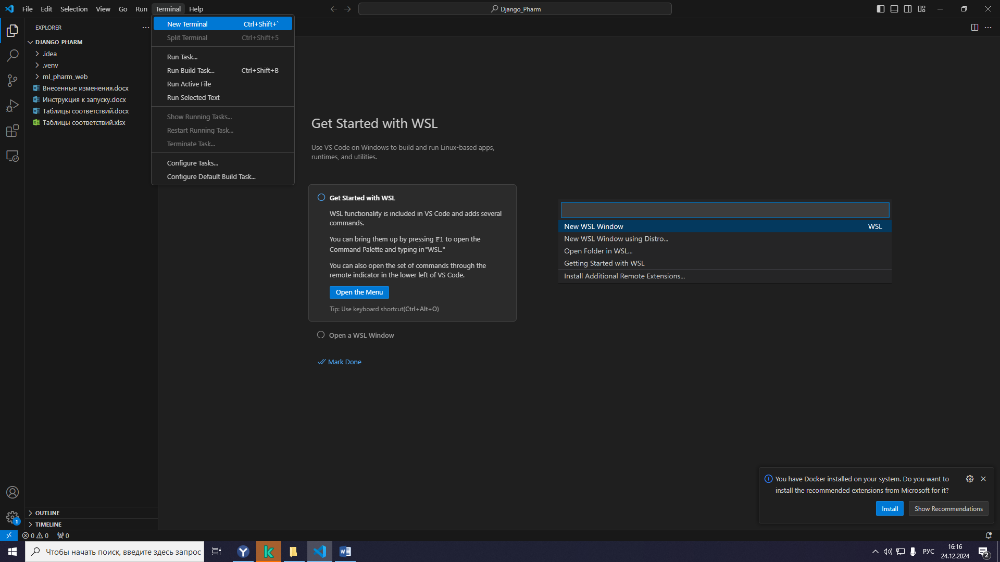 File Edit Selection View Go Run Terminal Help
Django_Pharm
EXPLORER
DJANGO_PHARM
.idea
.venv
ml_pharm_web
Внесенные изменения.docx
Инструкция к запуску.docx
Таблицы соответствий.docx
Таблицы соответствий.xlsx
New Terminal Ctrl+Shift+`
Split Terminal Ctrl+Shift+5
Run Task...
Run Build Task... Ctrl+Shift+B
Run Active File
Run Selected Text
Show Running Tasks...
Restart Running Task...
Terminate Task...
Configure Tasks...
Configure Default Build Task...
Get Started with WSL
Use VS Code on Windows to build and run Linux-based apps,
runtimes, and utilities.
Get Started with WSL
WSL functionality is included in VS Code and adds several
commands.
You can bring them up by pressing F1 to open the
Command Palette and typing in "WSL."
You can also open the set of commands through the
remote indicator in the lower left of VS Code.
Open the Menu
Tip: Use keyboard shortcut(Ctrl+Alt+O)
Open a WSL Window
Mark Done
New WSL Window WSL
New WSL Window using Distro...
Open Folder in WSL...
Getting Started with WSL
Install Additional Remote Extensions...
You have Docker installed on your system. Do you want to
install the recommended extensions from Microsoft for it?
Install Show Recommendations
OUTLINE
TIMELINE
1
0 0 0
Чтобы начать поиск, введите здесь запрос
РУС
16:16
24.12.2024
2